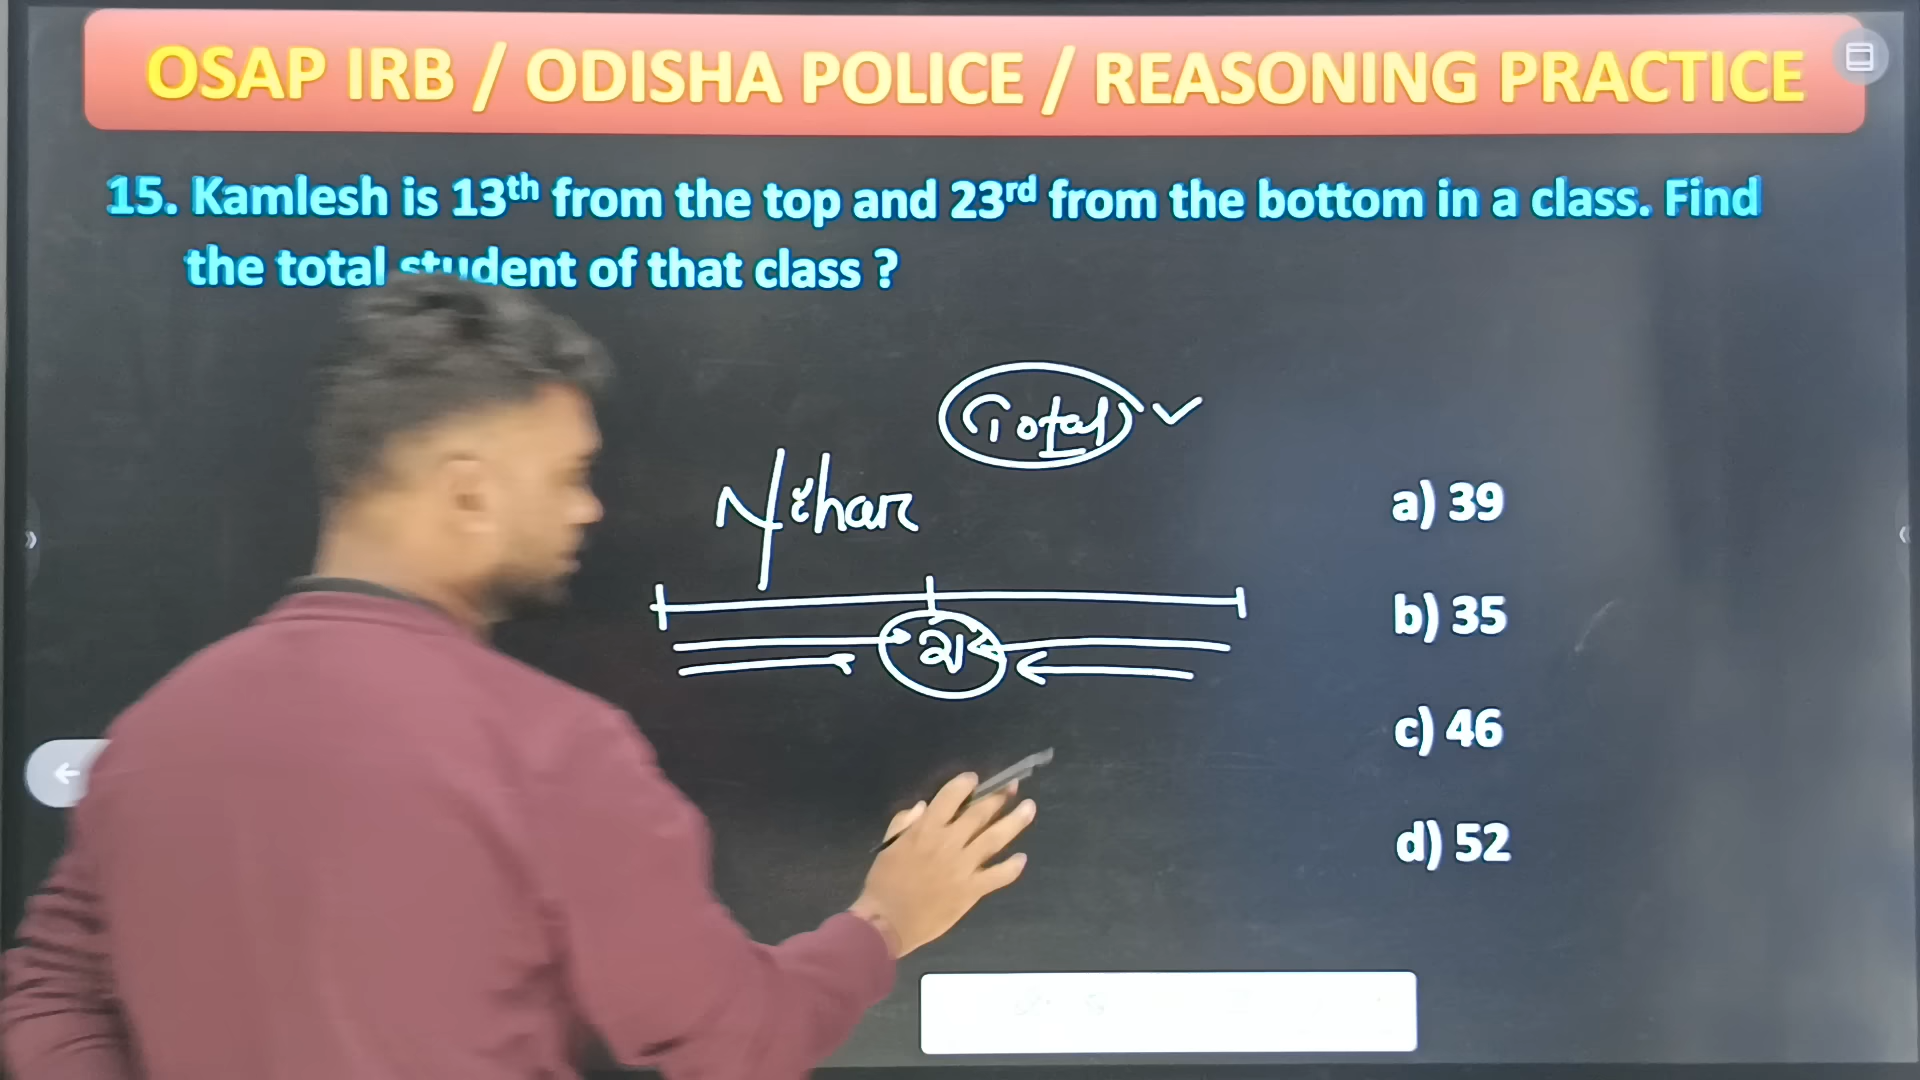 OSAP IRB / ODISHA POLICE / REASONING PRACTICE
15. Kamlesh is 13th from the top and 23rd from the bottom in a class. Find
the total student of that class ?
Total
Nihar
a) 39
b) 35
c) 46
d) 52